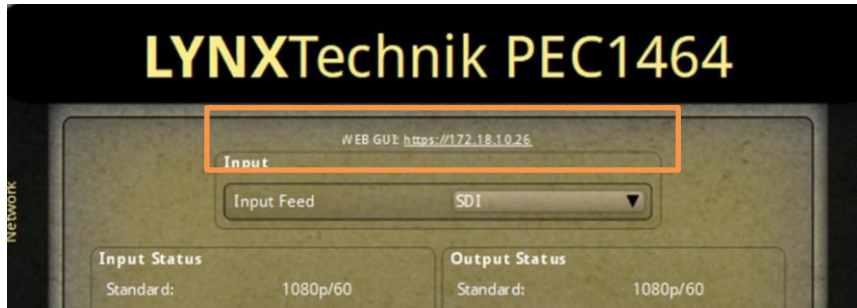 LYNXTechnik PEC1464
WEB GUI: https://172.18.10.26
Input
Input Feed SDI
Network
Input Status Output Status
Standard: 1080p/60 Standard: 1080p/60